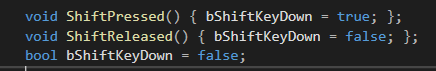 void ShiftPressed() { bShiftKeyDown = true; };
void ShiftReleased() { bShiftKeyDown = false; };
bool bShiftKeyDown = false;